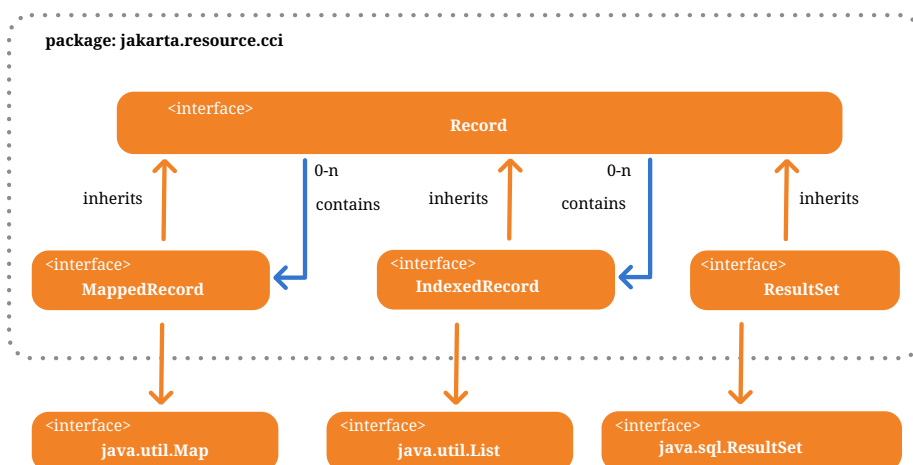 package: jakarta.resource.cci
<interface>
Record
0-n
0-n
inherits
contains
inherits
contains
inherits
<interface>
MappedRecord
<interface>
IndexedRecord
<interface>
ResultSet
<interface>
java.util.Map
<interface>
java.util.List
<interface>
java.sql.ResultSet